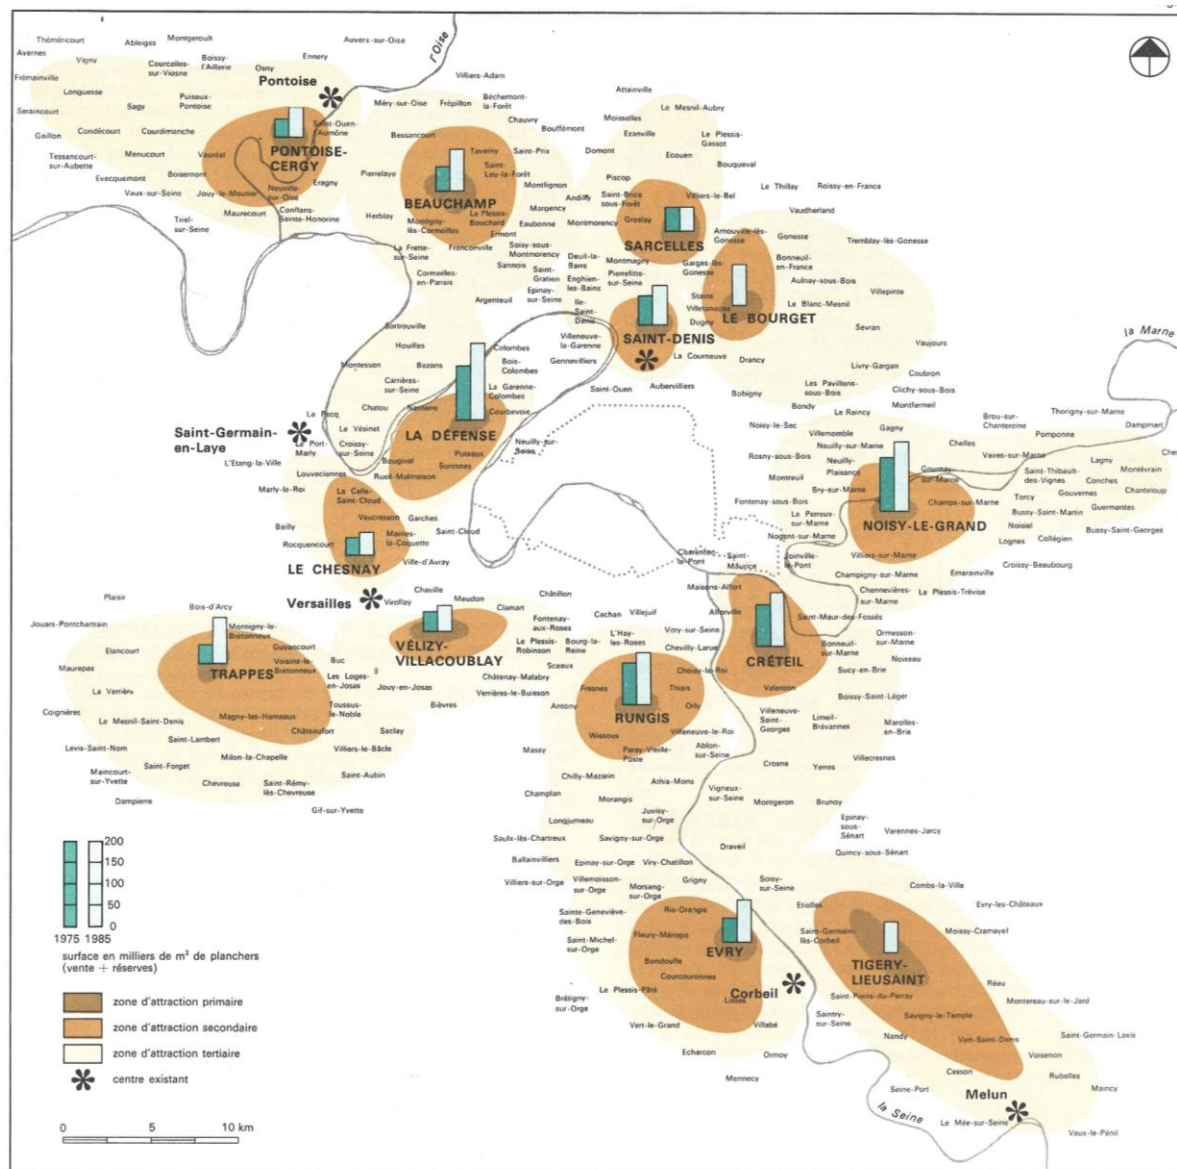 Théméricourt
Ableiges
Montgeroult
Auvers-sur-Oise
l'Oise
Avernes
Vigny
Courcelles-
sur-Viosne
Boissy-
l'Aillerie
Osny
Ennery
Frémainville
Pontoise
Longuesse
Puiseux-
Pontoise
Seraincourt
Sagy
Saint-Ouen-
l'Aumône
Gaillon
Condécourt
Courdimanche
PONTOISE-
CERGY
Tessancourt-
sur-Aubette
Menucourt
Vauréal
Evecquemont
Boisemont
Neuville-
sur-Oise
Eragny
Vaux-sur-Seine
Jouy-le-Moutier
Triel-
sur-Seine
Maurecourt
Conflans-
Sainte-Honorine
Villiers-Adam
Méry-sur-Oise
Frépillon
Béchemont-
la-Forêt
Chauvry
Bouffémont
Bessancourt
Taverny
Saint-Prix
Saint-
Leu-la-Forêt
Pierrelaye
Montlignon
BEAUCHAMP
Andilly
Margency
Herblay
Montigny-
lès-Cormeilles
Le Plessis-
Bouchard
Eaubonne
Montmorency
Ermont
La Frette-
sur-Seine
Franconville
Soisy-sous-
Montmorency
Sannois
Deuil-la-
Barre
Cormeilles-
en-Parisis
Saint-
Gratien
Enghien-
les-Bains
Argenteuil
Epinay-
sur-Seine
Ile-
Saint-
Denis
Attainville
Le Mesnil-Aubry
Moisselles
Ezanville
Le Plessis-
Gassot
Domont
Ecouen
Bouqueval
Piscop
Saint-Brice
sous-Forêt
Villiers-le-Bel
Groslay
SARCELLES
Le Thillay
Roissy-en-France
Vaudherland
Arnouville-lès-
Gonesse
Gonesse
Tremblay-lès-Gonesse
Montmagny
Garges-lès-
Gonesse
Bonneuil-
en-France
Pierrefitte-
sur-Seine
Aulnay-sous-Bois
Stains
Villepinte
Villetaneuse
Le Blanc-Mesnil
LE BOURGET
Dugny
SAINT-DENIS
Sevran
Vaujours
Villeneuve-
la-Garenne
La Courneuve
Drancy
Livry-Gargan
Coubron
Gennevilliers
Saint-Ouen
Aubervilliers
Bobigny
Les Pavillons-
sous-Bois
Clichy-sous-Bois
Bondy
Montfermeil
la Marne
Sartrouville
Houilles
Colombes
Montesson
Bezons
Bois-
Colombes
Carrières-
sur-Seine
La Garenne-
Colombes
Chatou
Nanterre
Courbevoie
Le Pecq
LA DÉFENSE
Saint-Germain-
en-Laye
Le Vésinet
Le Port-
Marly
Croissy-
sur-Seine
Neuilly-sur-
Seine
Puteaux
Bougival
Suresnes
L'Etang-la-Ville
Louveciennes
Rueil-Malmaison
Marly-le-Roi
La Celle-
Saint-Cloud
Vaucresson
Garches
Bailly
Marnes-
la-Coquette
Saint-Cloud
Rocquencourt
Ville-d'Avray
LE CHESNAY
Noisy-le-Sec
Le Raincy
Gagny
Brou-sur-
Chantereine
Thorigny-sur-Marne
Villemomble
Pomponne
Dampmart
Rosny-sous-Bois
Neuilly-sur-Marne
Chelles
Vaires-sur-Marne
Lagny
Neuilly-
Plaisance
Gournay-
sur-Marne
Saint-Thibault-
des-Vignes
Montévrain
Montreuil
Conches
Bry-sur-Marne
Torcy
Gouvernes
Chanteloup
Fontenay-sous-Bois
Champs-sur-Marne
Guermantes
Le Perreux-
sur-Marne
Bussy-Saint-Martin
NOISY-LE-GRAND
Noisiel
Bussy-Saint-Georges
Nogent-sur-Marne
Lognes
Collégien
Charenton-
le-Pont
Saint-
Maurice
Joinville-
le-Pont
Villiers-sur-Marne
Croissy-Beaubourg
Champigny-sur-Marne
Emerainville
Maisons-Alfort
Chennevières-
sur-Marne
Le Plessis-Trévise
Alforville
Saint-Maur-des-Fossés
Ormesson-
sur-Marne
Bonneuil-
sur-Marne
Noiseau
CRÉTEIL
Sucy-en-Brie
Valenton
Boissy-Saint-Léger
Villeneuve-
Saint-
Georges
Limeil-
Brévannes
Marolles-
en-Brie
Crosne
Yerres
Villecresnes
Montgeron
Brunoy
Versailles
Viroflay
Chaville
Meudon
Châtillon
Clamart
Plaisir
Bois-d'Arcy
Montigny-le-
Bretonneux
Fontenay-
aux-Roses
Jouars-Pontchartrain
Guyancourt
VÉLIZY-
VILLACOUBLAY
Le Plessis-
Robinson
Elancourt
Voisins-le-
Bretonneux
Buc
Maurepas
TRAPPES
Les Loges-
en-Josas
Jouy-en-Josas
Châtenay-Malabry
La Verrière
Verrières-le-Buisson
Bièvres
Toussus-
le-Noble
Coignières
Magny-les-Hameaux
Le Mesnil-Saint-Denis
Châteaufort
Saclay
Saint-Lambert
Levis-Saint-Nom
Villiers-le-Bâcle
Milon-la-Chapelle
Saint-Forget
Maincourt-
sur-Yvette
Chevreuse
Saint-Rémy-
lès-Chevreuse
Saint-Aubin
Dampierre
Gif-sur-Yvette
Cachan
Villejuif
Bourg-la-
Reine
L'Hay-
les-Roses
Vitry-sur-Seine
Chevilly-Larue
Sceaux
Choisy-le-Roi
Fresnes
Thiais
Antony
Orly
RUNGIS
Wissous
Villeneuve-le-Roi
Massy
Paray-Vieille-
Poste
Ablon-
sur-Seine
Chilly-Mazarin
Athis-Mons
Champlan
Morangis
Vigneux-
sur-Seine
Longjumeau
Juvisy-
sur-Orge
Saulx-lès-Chartreux
Savigny-sur-Orge
Draveil
Ballainvilliers
Epinay-sur-Orge
Viry-Chatillon
Villiers-sur-Orge
Villemoisson-
sur-Orge
Grigny
Morsang-
sur-Orge
Soisy-
sur-Seine
Epinay-
sous-
Sénart
Varennes-Jarcy
Quincy-sous-Sénart
Sainte-Geneviève-
des-Bois
Ris-Orangis
Etiolles
Combs-la-Ville
Evry-les-Châteaux
Saint-Michel-
sur-Orge
Fleury-Mérogis
EVRY
Saint-Germain-
lès-Corbeil
Moissy-Cramayel
Bondoufle
TIGERY-
LIEUSAINT
Courcouronnes
Corbeil
Réau
Le Plessis-Pâté
Lisses
Saint-Pierre-du-Perray
Montereau-sur-le-Jard
Brétigny-
sur-Orge
Saintry-
sur-Seine
Savigny-le-Temple
Vert-le-Grand
Villabé
Nandy
Vert-Saint-Denis
Saint-Germain-Laxis
Echarcon
Ormoy
Voisenon
Cesson
Rubelles
Mennecy
Seine-Port
Melun
Maincy
la Seine
Le Mée-sur-Seine
Vaux-le-Pénil
200
150
100
50
0
1975 1985
surface en milliers de m² de planchers
(vente + réserves)
zone d'attraction primaire
zone d'attraction secondaire
zone d'attraction tertiaire
centre existant
0 5 10 km